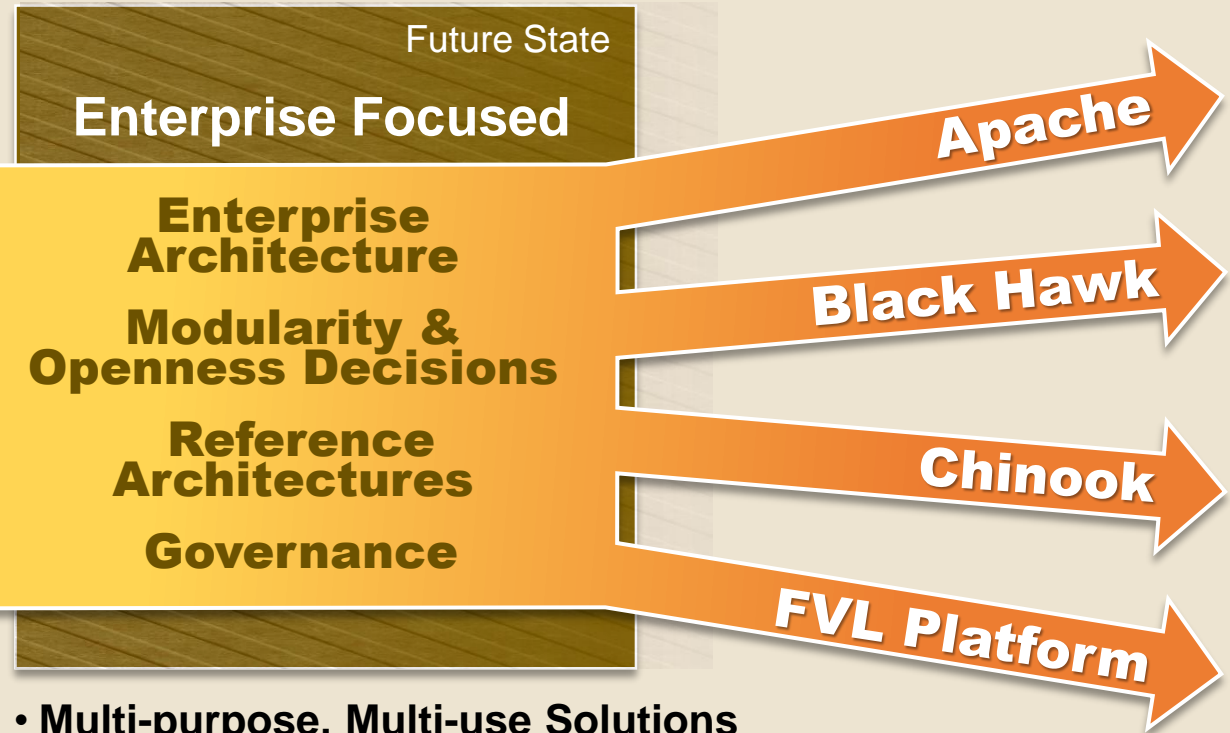 Future State
Enterprise Focused
Enterprise
Architecture
Modularity &
Openness Decisions
Reference
Architectures
Governance
Apache
Black Hawk
Chinook
FVL Platform
• Multi-purpose, Multi-use Solutions